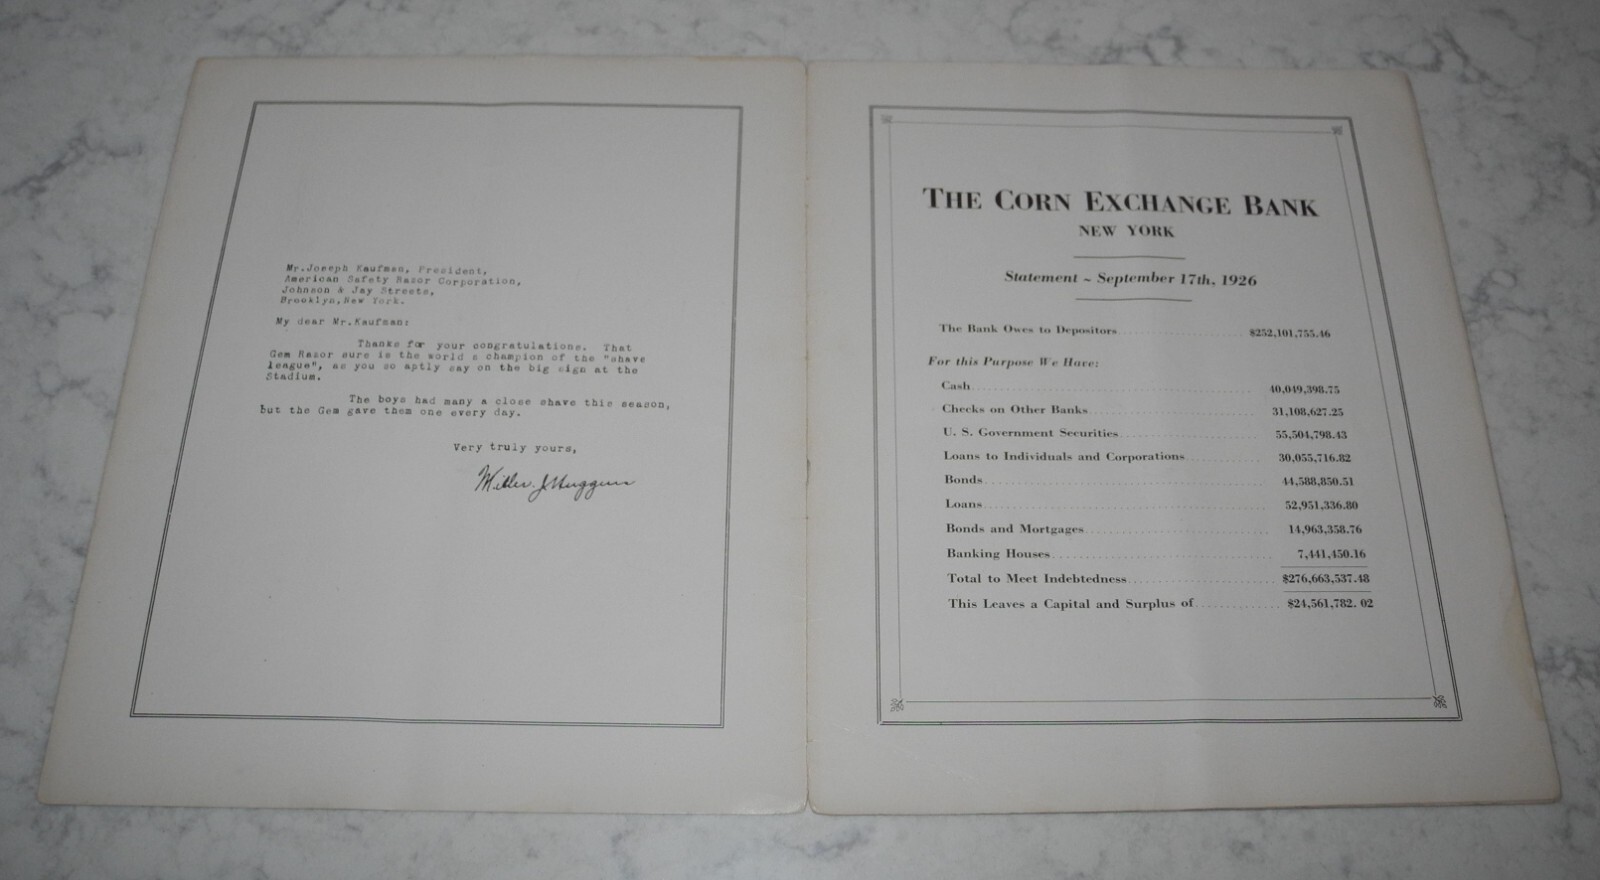 Mr.Joseph Kaufman, President,
American Safety Razor Corporation,
Johnson & Jay Streets,
Brooklyn,New York.
My dear Mr.Kaufman:
Thanks for your congratulations. That
Gem Razor sure is the world s champion of the "shave
league", as you so aptly say on the big sign at the
Stadium.
The boys had many a close shave this season,
but the Gem gave them one every day.
Very truly yours,
Miller J Huggins
THE CORN EXCHANGE BANK
NEW YORK
Statement ~ September 17th, 1926
The Bank Owes to Depositors $252,101,755.46
For this Purpose We Have:
Cash 40,049,398.75
Checks on Other Banks 31,108,627.25
U. S. Government Securities 55,504,798.43
Loans to Individuals and Corporations 30,055,716.82
Bonds 44,588,850.51
Loans 52,951,336.80
Bonds and Mortgages 14,963,358.76
Banking Houses 7,441,450.16
Total to Meet Indebtedness $276,663,537.48
This Leaves a Capital and Surplus of $24,561,782. 02